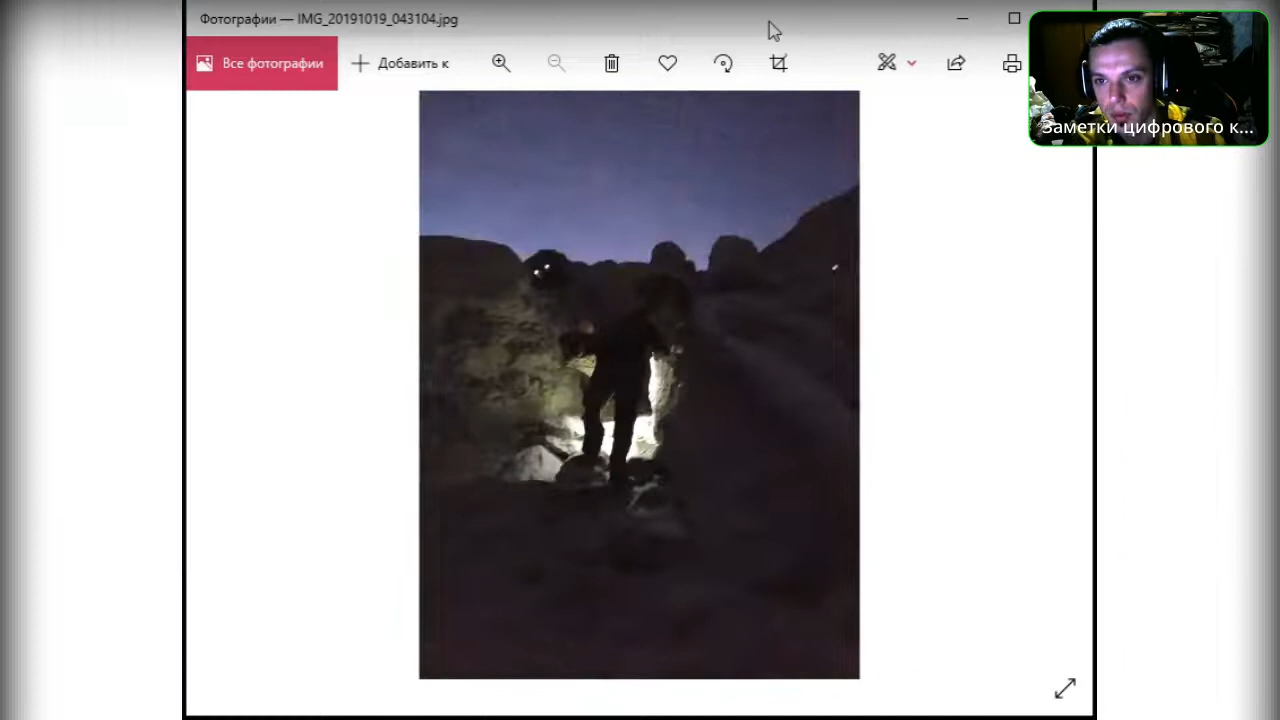 Фотографии — IMG_20191019_043104.jpg
Все фотографии
Добавить к
Заметки цифрового к...